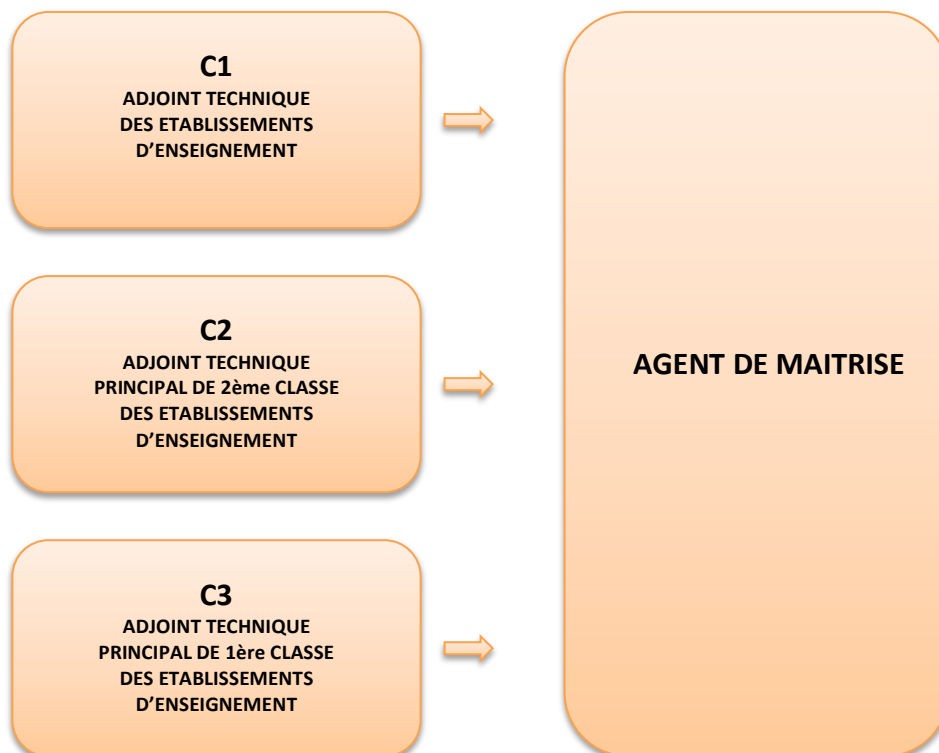 C1
ADJOINT TECHNIQUE
DES ETABLISSEMENTS
D’ENSEIGNEMENT
C2
ADJOINT TECHNIQUE
PRINCIPAL DE 2ème CLASSE
DES ETABLISSEMENTS
D’ENSEIGNEMENT
C3
ADJOINT TECHNIQUE
PRINCIPAL DE 1ère CLASSE
DES ETABLISSEMENTS
D’ENSEIGNEMENT
AGENT DE MAITRISE